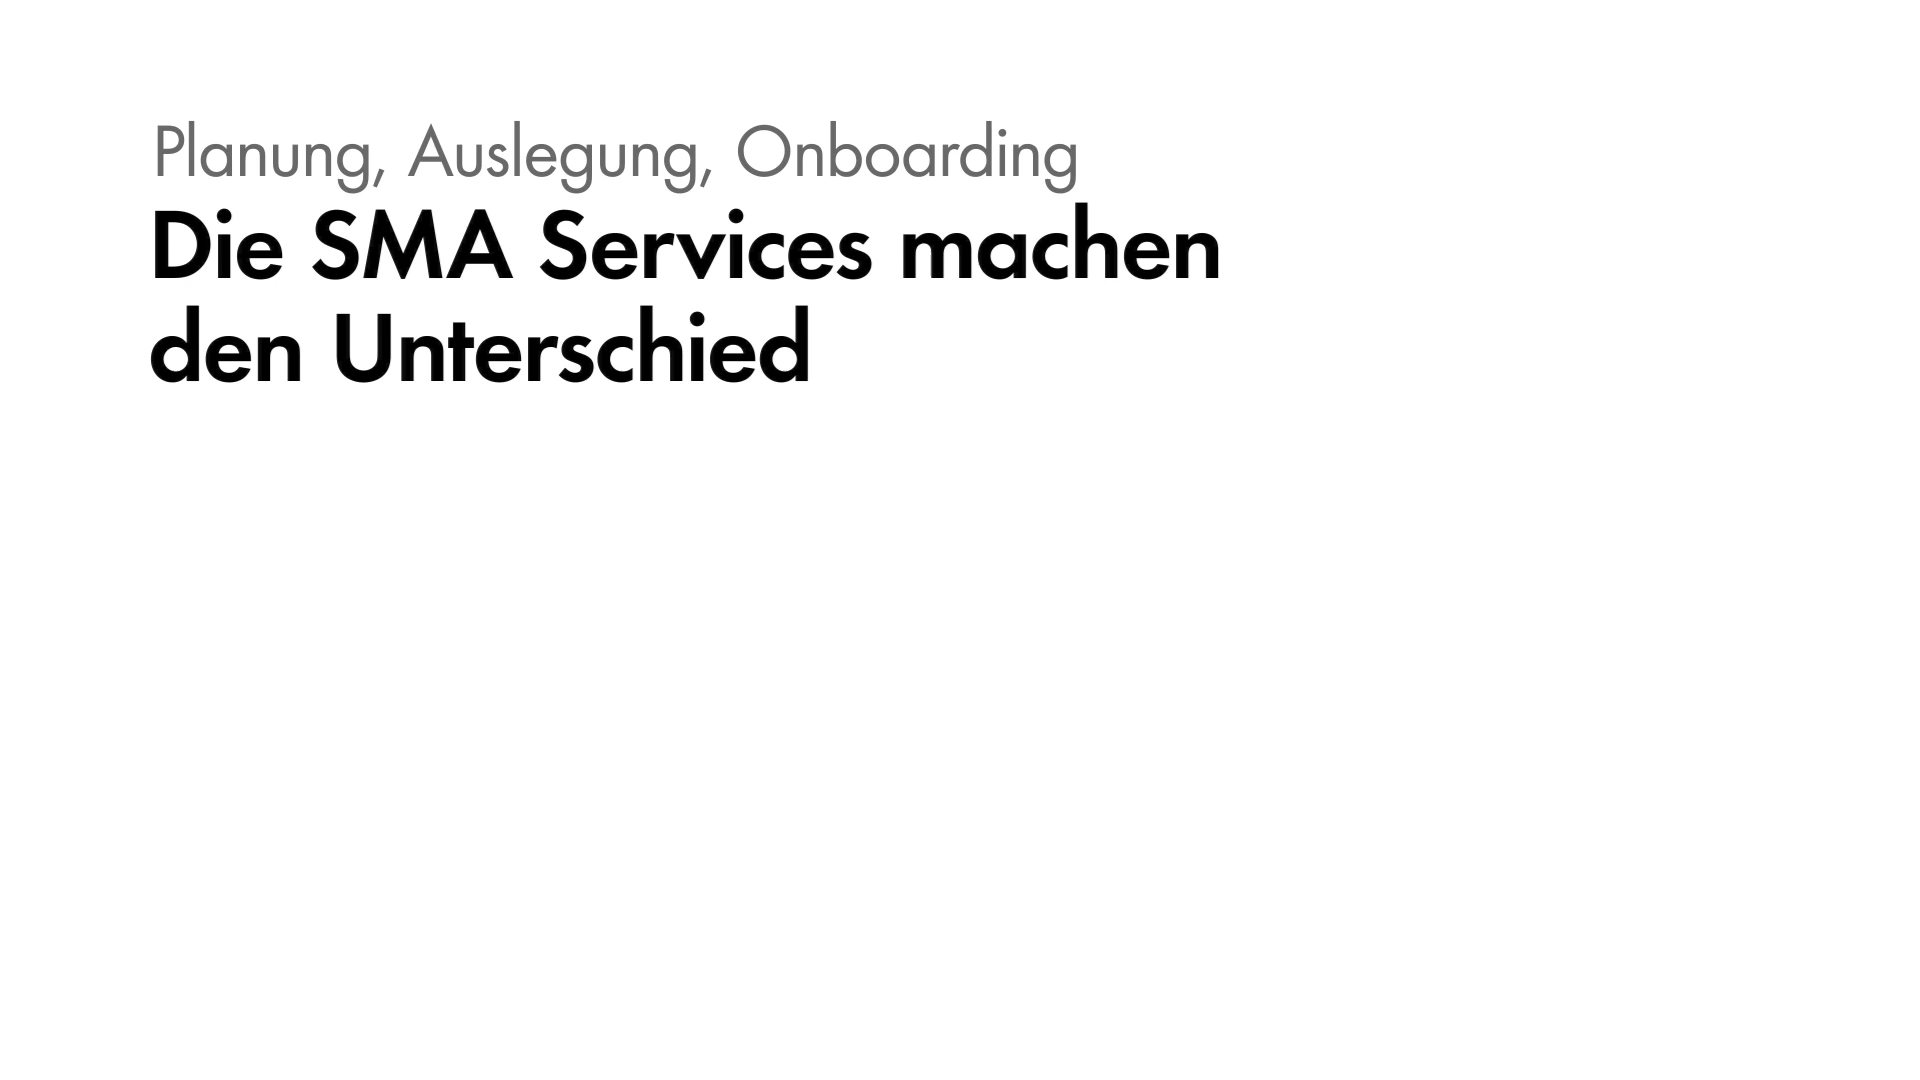 Planung, Auslegung, Onboarding
Die SMA Services machen
den Unterschied